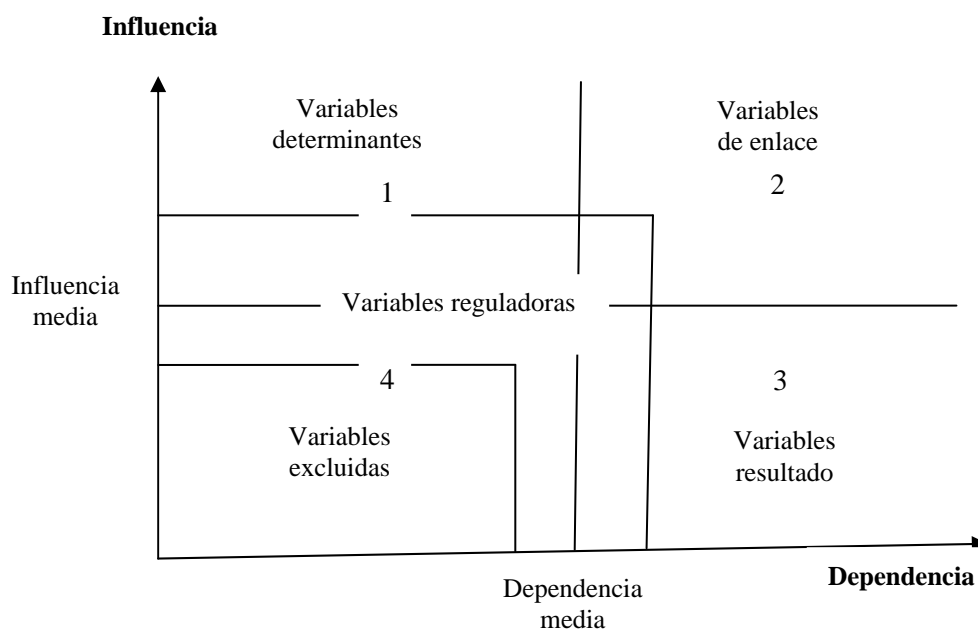 Influencia
Variables
determinantes
1
Variables
de enlace
2
Influencia
media
Variables reguladoras
4
Variables
excluidas
3
Variables
resultado
Dependencia
media
Dependencia